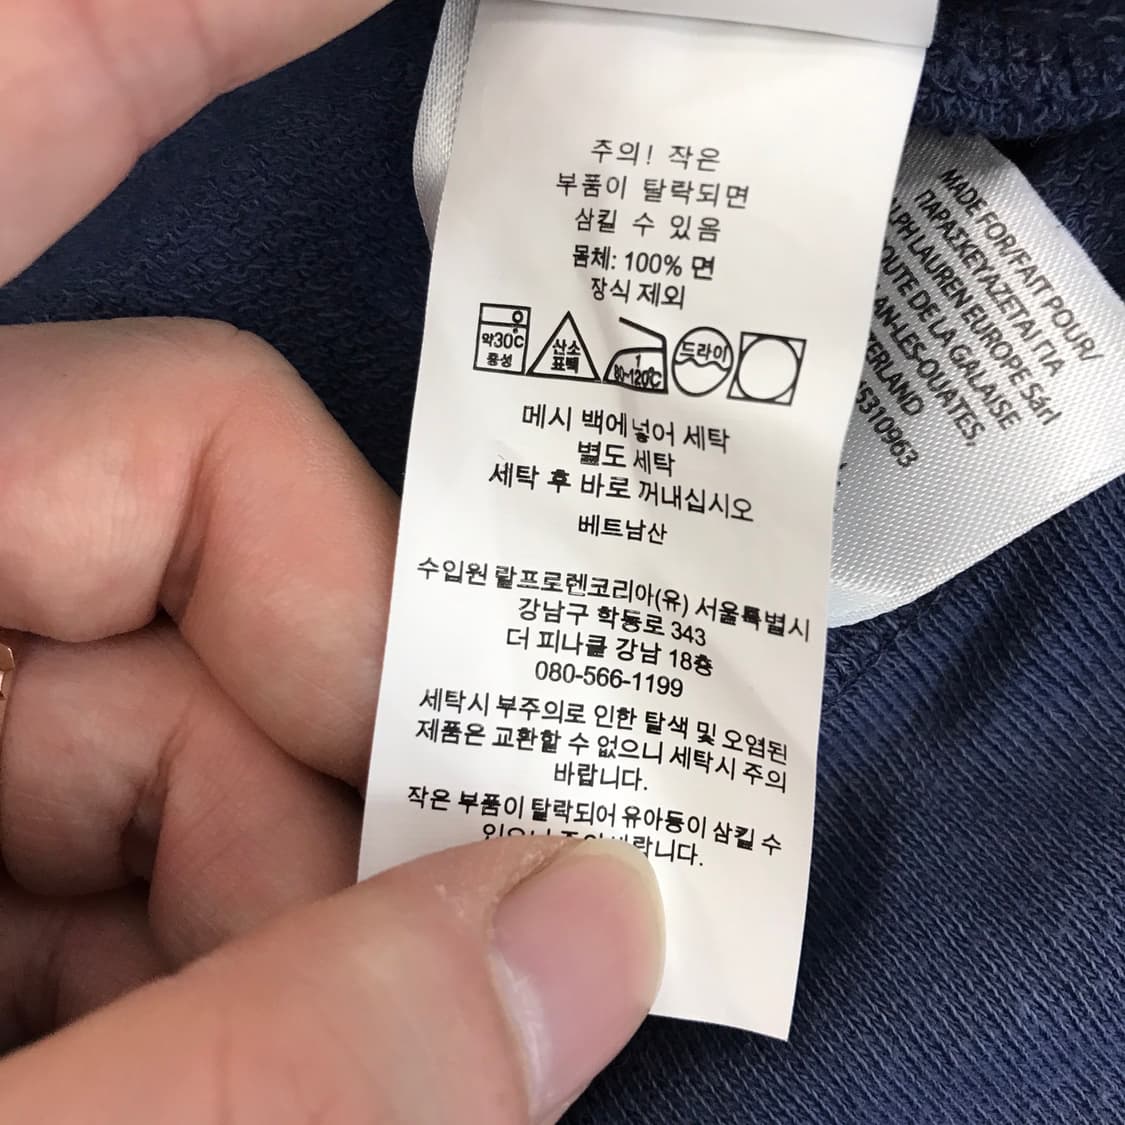 주의! 작은
부품이 탈락되면
삼킬 수 있음
몸체: 100% 면
장식 제외
약30℃
중성
산소
표백
1
80~120℃
드라이
메시 백에 넣어 세탁
별도 세탁
세탁 후 바로 꺼내십시오
베트남산
수입원 랄프로렌코리아(유) 서울특별시
강남구 학동로 343
더 피나클 강남 18층
080-566-1199
세탁시 부주의로 인한 탈색 및 오염된
제품은 교환할 수 없으니 세탁시 주의
바랍니다.
작은 부품이 탈락되어 유아등이 삼킬 수
MADE FOR/FAIT POUR/
ΠΑΡΑΣΚΕΥΑΖΕΤΑΙ ΓΙΑ
LAUREN EUROPE Sàrl
DE LA GALAISE